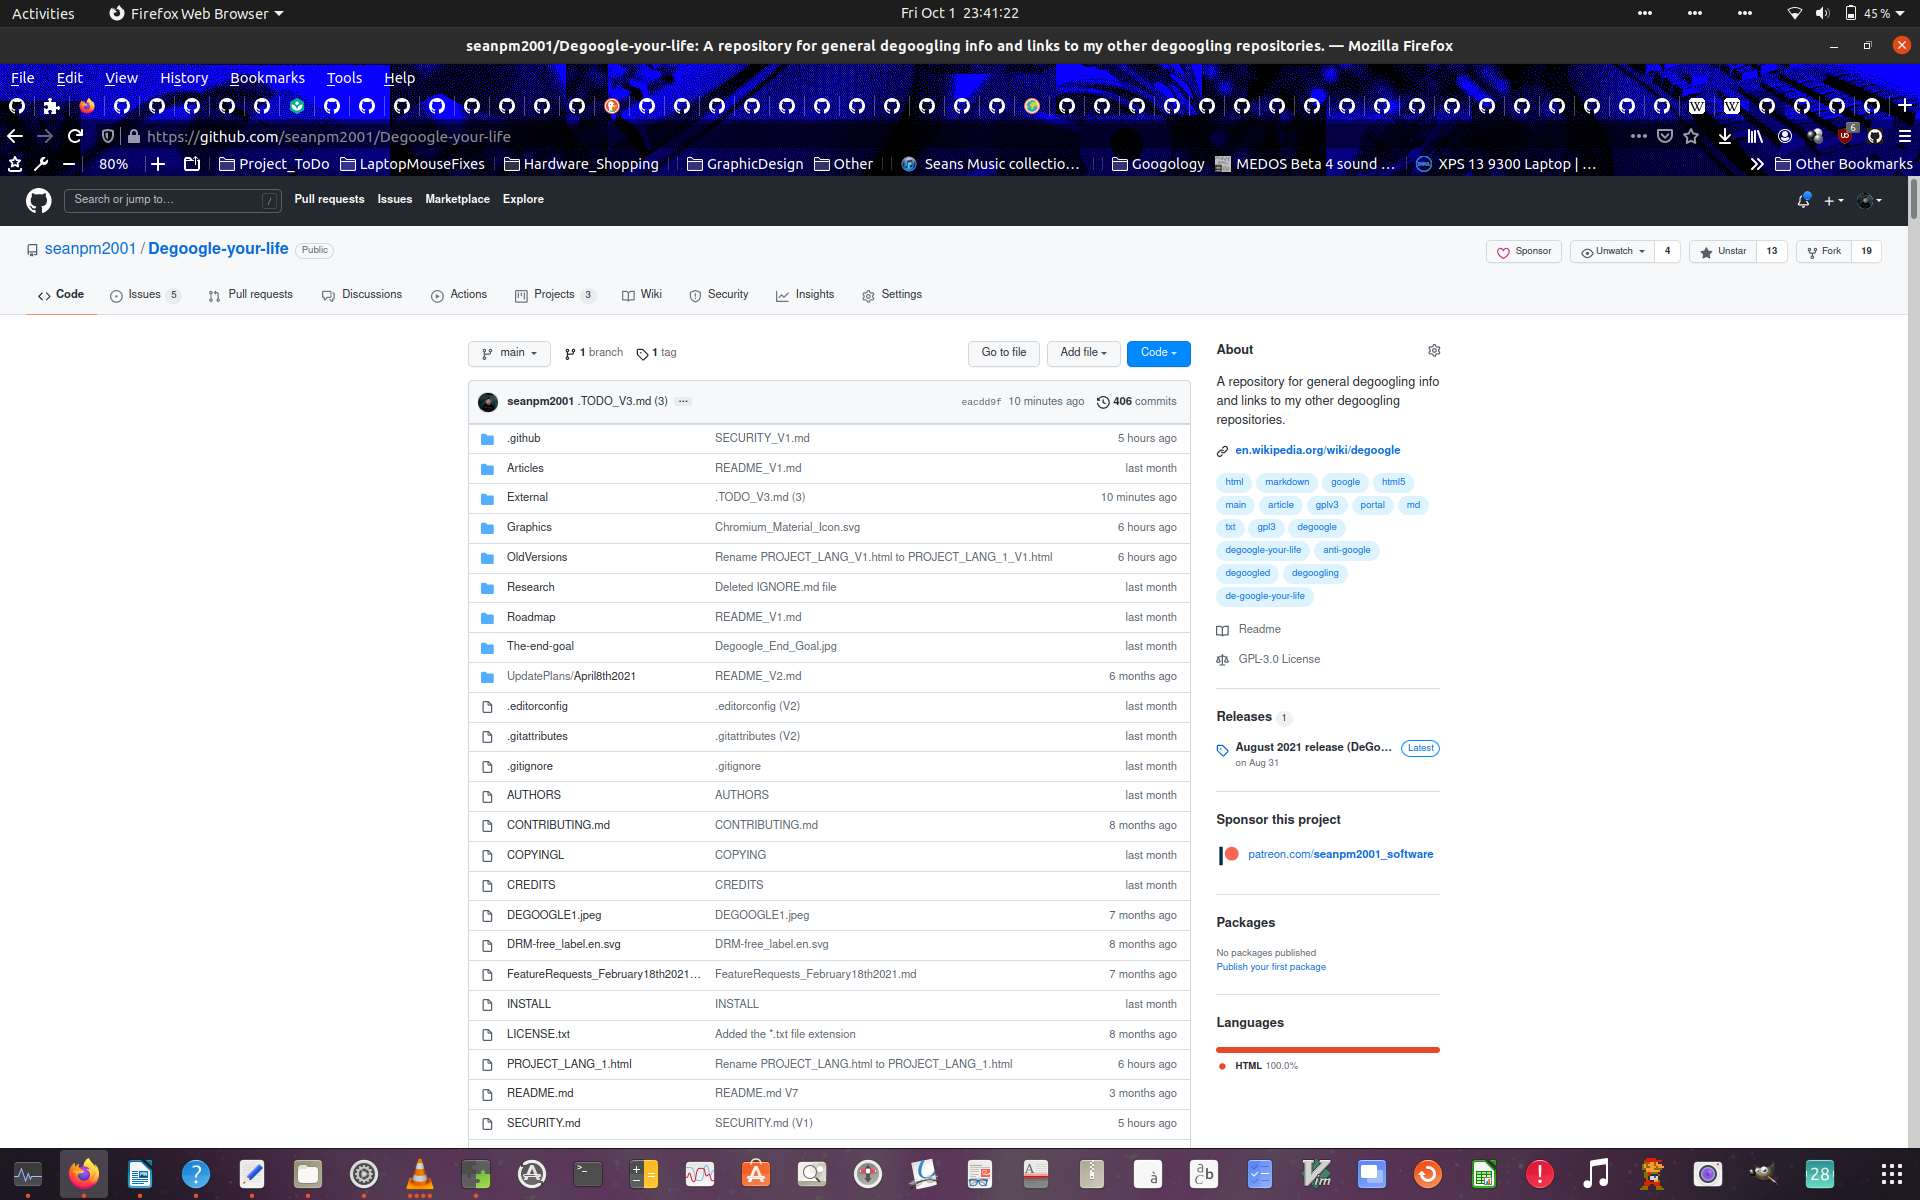 Activities Firefox Web Browser Fri Oct 1 23:41:22 45 %
seanpm2001/Degoogle-your-life: A repository for general degoogling info and links to my other degoogling repositories. — Mozilla Firefox
File Edit View History Bookmarks Tools Help
https://github.com/seanpm2001/Degoogle-your-life 6
80% Project_ToDo LaptopMouseFixes Hardware_Shopping GraphicDesign Other Seans Music collectio… Googology MEDOS Beta 4 sound … XPS 13 9300 Laptop | … Other Bookmarks
Search or jump to… / Pull requests Issues Marketplace Explore
seanpm2001 / Degoogle-your-life Public Sponsor Unwatch 4 Unstar 13 Fork 19
Code Issues 5 Pull requests Discussions Actions Projects 3 Wiki Security Insights Settings
main 1 branch 1 tag Go to file Add file Code
seanpm2001 .TODO_V3.md (3) … eacdd9f 10 minutes ago 406 commits
.github SECURITY_V1.md 5 hours ago
Articles README_V1.md last month
External .TODO_V3.md (3) 10 minutes ago
Graphics Chromium_Material_Icon.svg 6 hours ago
OldVersions Rename PROJECT_LANG_V1.html to PROJECT_LANG_1_V1.html 6 hours ago
Research Deleted IGNORE.md file last month
Roadmap README_V1.md last month
The-end-goal Degoogle_End_Goal.jpg last month
UpdatePlans/April8th2021 README_V2.md 6 months ago
.editorconfig .editorconfig (V2) last month
.gitattributes .gitattributes (V2) last month
.gitignore .gitignore last month
AUTHORS AUTHORS last month
CONTRIBUTING.md CONTRIBUTING.md 8 months ago
COPYINGL COPYING last month
CREDITS CREDITS last month
DEGOOGLE1.jpeg DEGOOGLE1.jpeg 7 months ago
DRM-free_label.en.svg DRM-free_label.en.svg 8 months ago
FeatureRequests_February18th2021… FeatureRequests_February18th2021.md 7 months ago
INSTALL INSTALL last month
LICENSE.txt Added the *.txt file extension 8 months ago
PROJECT_LANG_1.html Rename PROJECT_LANG.html to PROJECT_LANG_1.html 6 hours ago
README.md README.md V7 3 months ago
SECURITY.md SECURITY.md (V1) 5 hours ago
About
A repository for general degoogling info
and links to my other degoogling
repositories.
en.wikipedia.org/wiki/degoogle
html markdown google html5
main article gplv3 portal md
txt gpl3 degoogle
degoogle-your-life anti-google
degoogled degoogling
de-google-your-life
Readme
GPL-3.0 License
Releases 1
August 2021 release (DeGo… Latest
on Aug 31
Sponsor this project
patreon.com/seanpm2001_software
Packages
No packages published
Publish your first package
Languages
HTML 100.0%
28